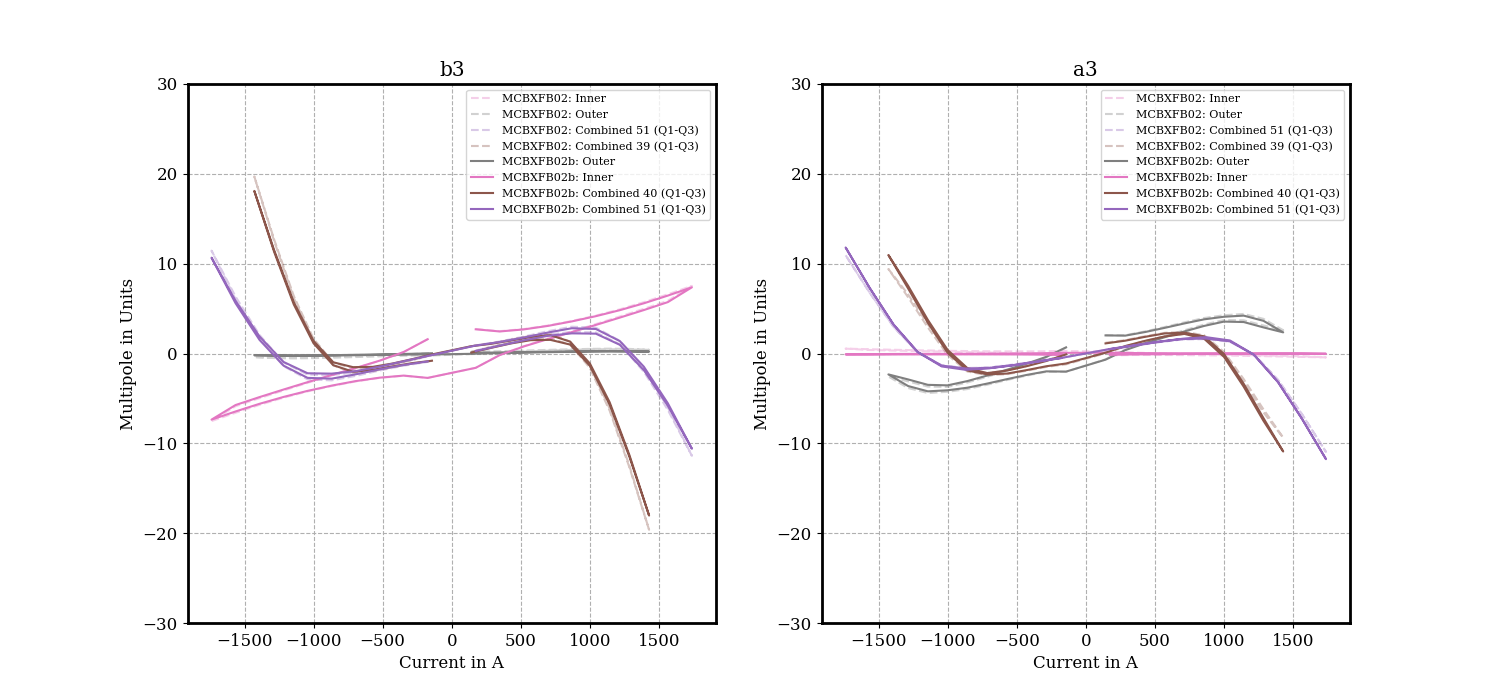 b3
30
20
10
0
−10
−20
−30
−1500
−1000
−500
0
500
1000
1500
Multipole in Units
Current in A
MCBXFB02: Inner
MCBXFB02: Outer
MCBXFB02: Combined 51 (Q1-Q3)
MCBXFB02: Combined 39 (Q1-Q3)
MCBXFB02b: Outer
MCBXFB02b: Inner
MCBXFB02b: Combined 40 (Q1-Q3)
MCBXFB02b: Combined 51 (Q1-Q3)
a3
30
20
10
0
−10
−20
−30
−1500
−1000
−500
0
500
1000
1500
Multipole in Units
Current in A
MCBXFB02: Inner
MCBXFB02: Outer
MCBXFB02: Combined 51 (Q1-Q3)
MCBXFB02: Combined 39 (Q1-Q3)
MCBXFB02b: Outer
MCBXFB02b: Inner
MCBXFB02b: Combined 40 (Q1-Q3)
MCBXFB02b: Combined 51 (Q1-Q3)